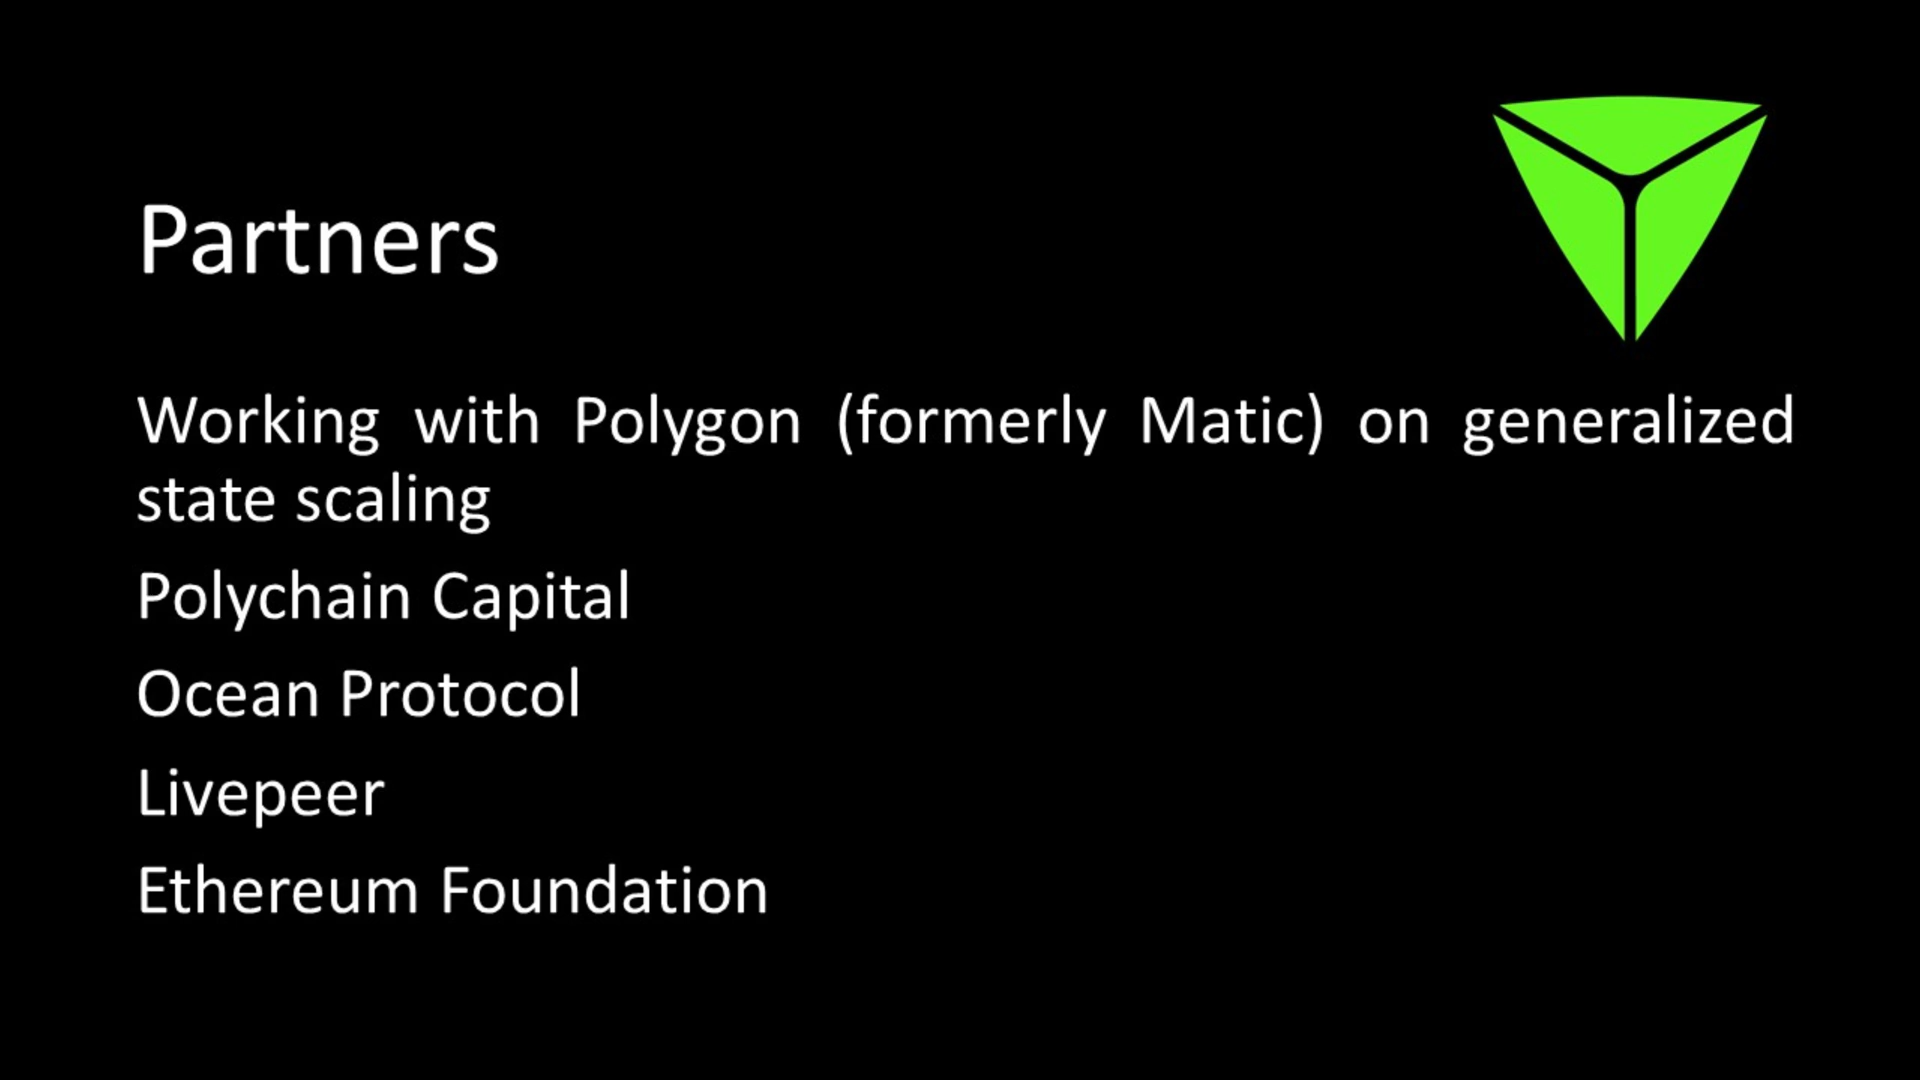 Partners
Working with Polygon (formerly Matic) on generalized
state scaling
Polychain Capital
Ocean Protocol
Livepeer
Ethereum Foundation